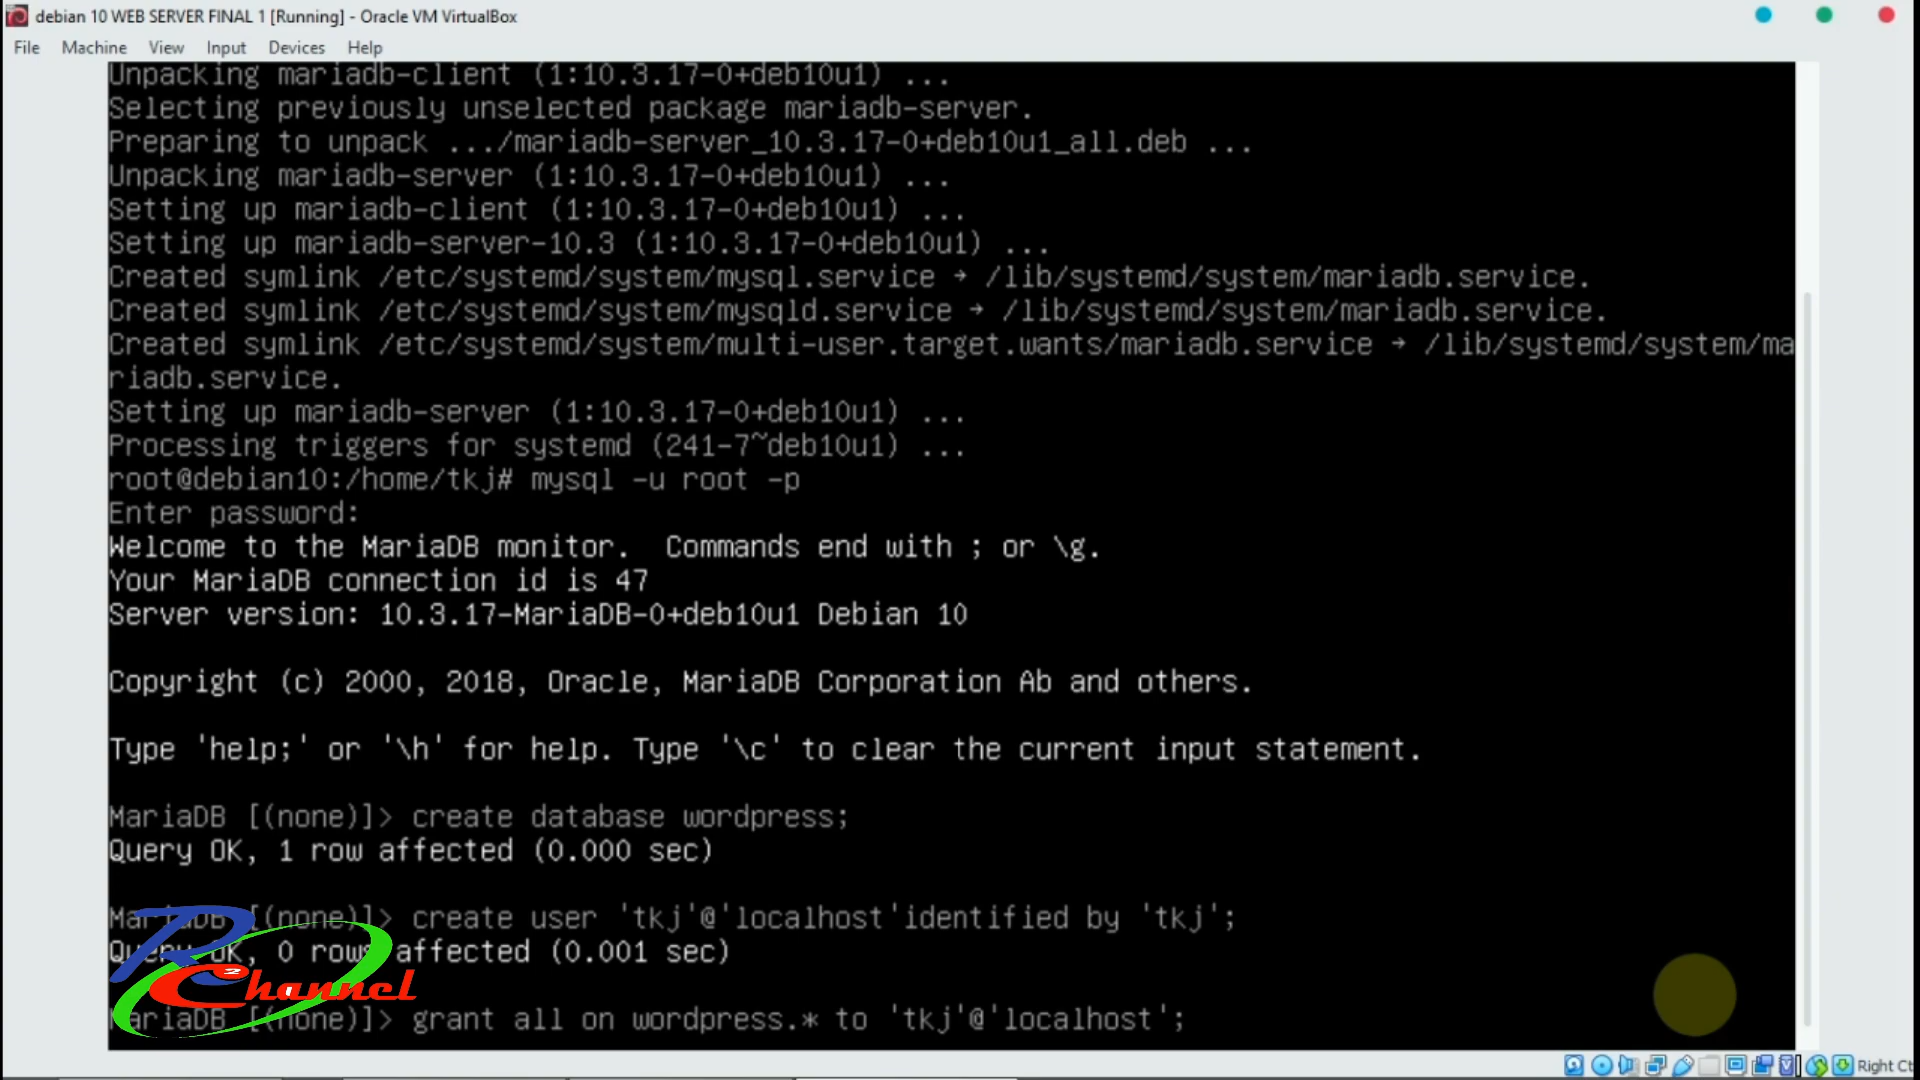 debian 10 WEB SERVER FINAL 1 [Running] - Oracle VM VirtualBox
File Machine View Input Devices Help
Unpacking mariadb-client (1:10.3.17-0+deb10u1) ...
Selecting previously unselected package mariadb-server.
Preparing to unpack .../mariadb-server_10.3.17-0+deb10u1_all.deb ...
Unpacking mariadb-server (1:10.3.17-0+deb10u1) ...
Setting up mariadb-client (1:10.3.17-0+deb10u1) ...
Setting up mariadb-server-10.3 (1:10.3.17-0+deb10u1) ...
Created symlink /etc/systemd/system/mysql.service → /lib/systemd/system/mariadb.service.
Created symlink /etc/systemd/system/mysqld.service → /lib/systemd/system/mariadb.service.
Created symlink /etc/systemd/system/multi-user.target.wants/mariadb.service → /lib/systemd/system/ma
riadb.service.
Setting up mariadb-server (1:10.3.17-0+deb10u1) ...
Processing triggers for systemd (241-7~deb10u1) ...
root@debian10:/home/tkj# mysql -u root -p
Enter password:
Welcome to the MariaDB monitor.  Commands end with ; or \g.
Your MariaDB connection id is 47
Server version: 10.3.17-MariaDB-0+deb10u1 Debian 10
Copyright (c) 2000, 2018, Oracle, MariaDB Corporation Ab and others.
Type 'help;' or '\h' for help. Type '\c' to clear the current input statement.
MariaDB [(none)]> create database wordpress;
Query OK, 1 row affected (0.000 sec)
MariaDB [(none)]> create user 'tkj'@'localhost'identified by 'tkj';
Query OK, 0 rows affected (0.001 sec)
R2 Channel
MariaDB [(none)]> grant all on wordpress.* to 'tkj'@'localhost';
Right Ct